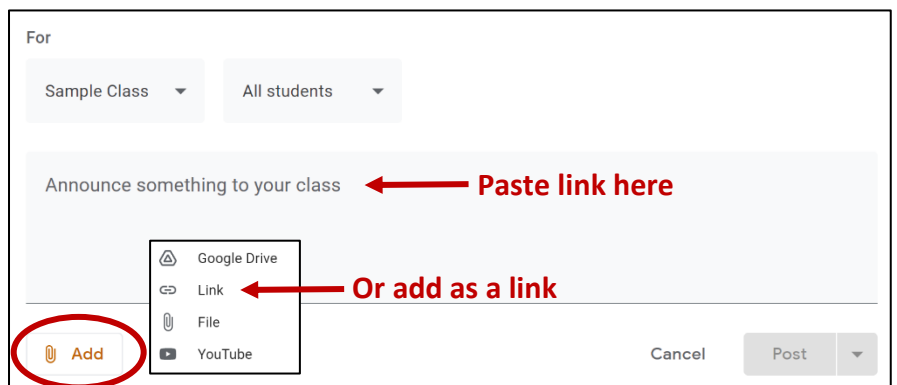 For
Sample Class
All students
Announce something to your class
Paste link here
Google Drive
Link
Or add as a link
File
YouTube
Add
Cancel
Post